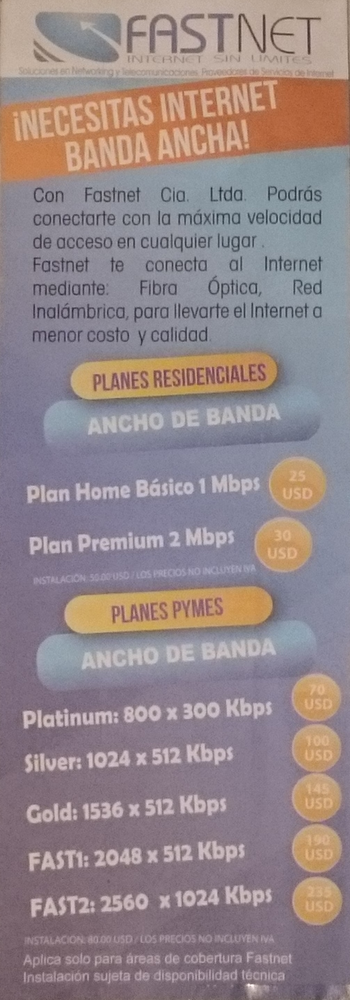 FASTNET
INTERNET SIN LIMITES
Soluciones en Networking y Telecomunicaciones, Proveedores de Servicios de Internet
¡NECESITAS INTERNET
BANDA ANCHA!
Con Fastnet Cia. Ltda. Podrás
conectarte con la máxima velocidad
de acceso en cualquier lugar .
Fastnet te conecta al Internet
mediante: Fibra Óptica, Red
Inalámbrica, para llevarte el Internet a
menor costo y calidad.
PLANES RESIDENCIALES
ANCHO DE BANDA
Plan Home Básico 1 Mbps 25 USD
Plan Premium 2 Mbps 30 USD
INSTALACIÓN: 50.00 USD / LOS PRECIOS NO INCLUYEN IVA
PLANES PYMES
ANCHO DE BANDA
Platinum: 800 x 300 Kbps 70 USD
Silver: 1024 x 512 Kbps 100 USD
Gold: 1536 x 512 Kbps 145 USD
FAST1: 2048 x 512 Kbps 190 USD
FAST2: 2560 x 1024 Kbps 235 USD
INSTALACIÓN: 80.00 USD / LOS PRECIOS NO INCLUYEN IVA
Aplica solo para áreas de cobertura Fastnet
Instalación sujeta de disponibilidad técnica